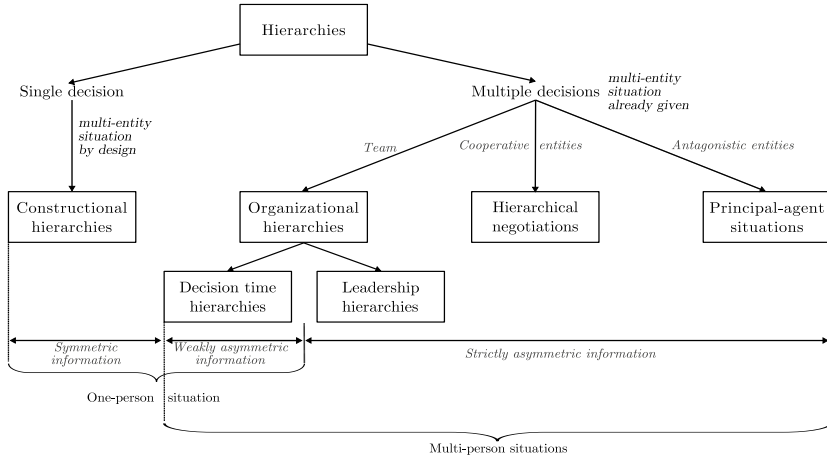 Hierarchies
Single decision
Multiple decisions
multi-entity
situation
already given
multi-entity
situation
by design
Team
Cooperative entities
Antagonistic entities
Constructional
hierarchies
Organizational
hierarchies
Hierarchical
negotiations
Principal-agent
situations
Decision time
hierarchies
Leadership
hierarchies
Symmetric
information
Weakly asymmetric
information
Strictly asymmetric information
One-person situation
Multi-person situations